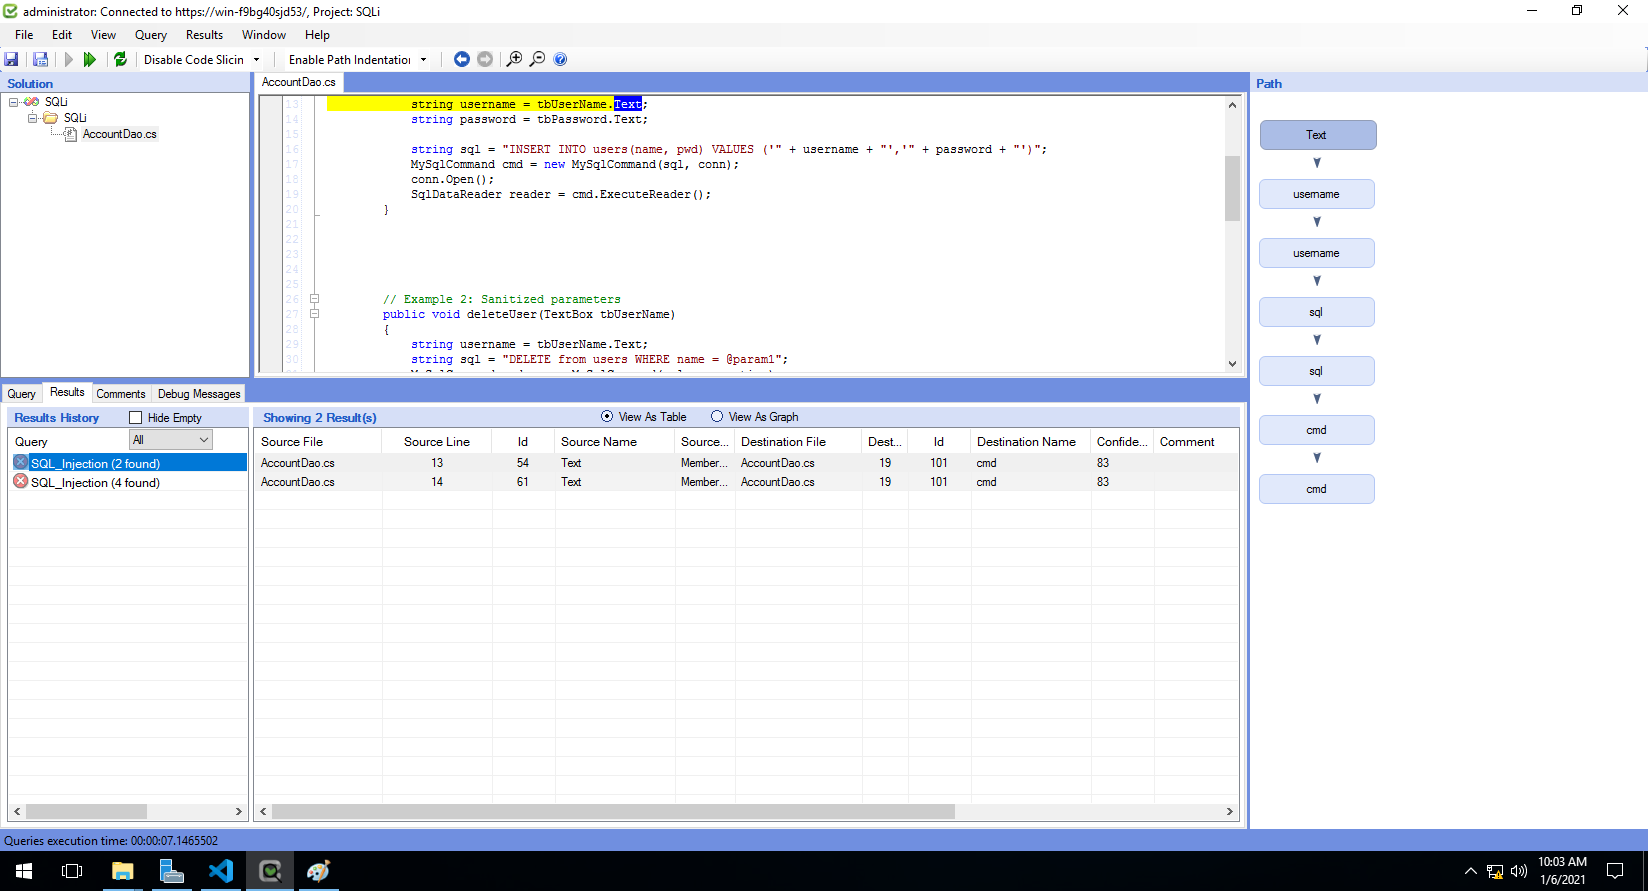 administrator: Connected to https://win-f9bg40sjd53/, Project: SQLi
File Edit View Query Results Window Help
Disable Code Slicin Enable Path Indentation
Solution
SQLi
SQLi
AccountDao.cs
AccountDao.cs
13 string username = tbUserName.Text;
14 string password = tbPassword.Text;
15
16 string sql = "INSERT INTO users(name, pwd) VALUES ('" + username + "','" + password + "')";
17 MySqlCommand cmd = new MySqlCommand(sql, conn);
18 conn.Open();
19 SqlDataReader reader = cmd.ExecuteReader();
20 }
21
22
23
24
25
26 // Example 2: Sanitized parameters
27 public void deleteUser(TextBox tbUserName)
28 {
29 string username = tbUserName.Text;
30 string sql = "DELETE from users WHERE name = @param1";
Path
Text
username
username
sql
sql
cmd
cmd
Query Results Comments Debug Messages
Results History Hide Empty
Query All
SQL_Injection (2 found)
SQL_Injection (4 found)
Showing 2 Result(s) View As Table View As Graph
Source File Source Line Id Source Name Source... Destination File Dest... Id Destination Name Confide... Comment
AccountDao.cs 13 54 Text Member... AccountDao.cs 19 101 cmd 83
AccountDao.cs 14 61 Text Member... AccountDao.cs 19 101 cmd 83
Queries execution time: 00:00:07.1465502
10:03 AM
1/6/2021